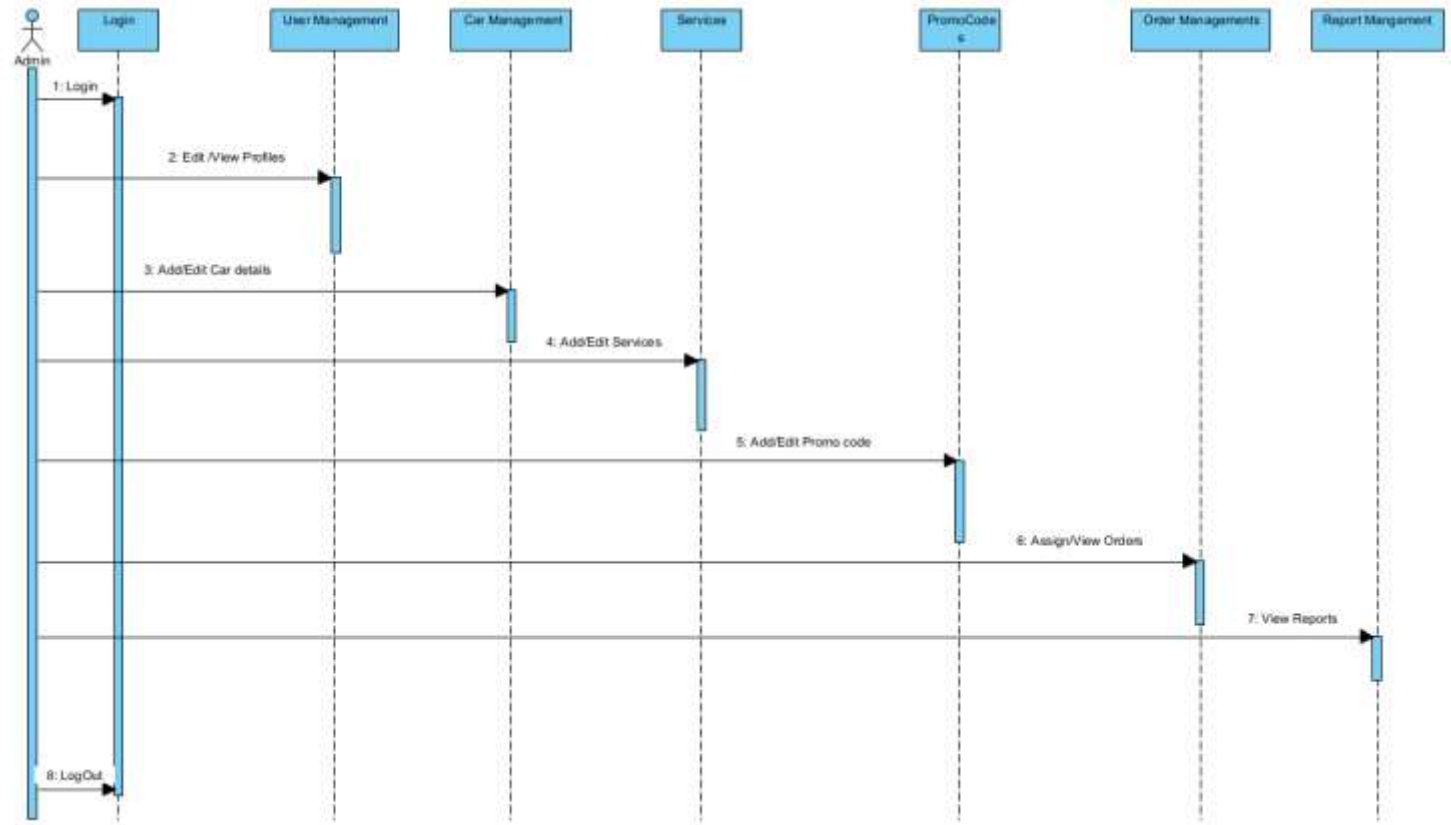 Login
User Management
Car Management
Services
PromoCode
s
Order Managements
Report Mangement
Admin
1: Login
2: Edit /View Profiles
3: Add/Edit Car details
4: Add/Edit Services
5: Add/Edit Promo code
6: Assign/View Orders
7: View Reports
8: LogOut